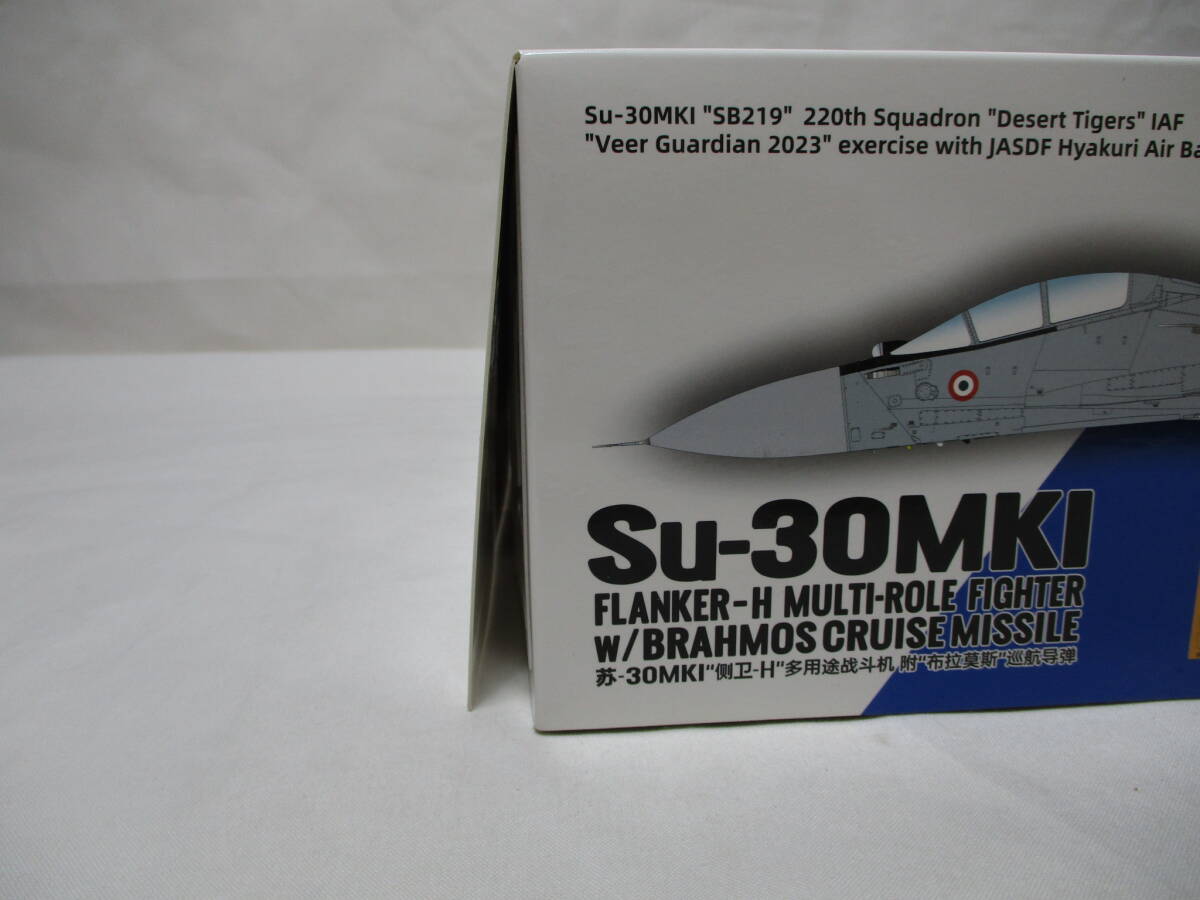 Su-30MKI "SB219" 220th Squadron "Desert Tigers" IAF
"Veer Guardian 2023" exercise with JASDF Hyakuri Air Ba
Su-30MKI
FLANKER-H MULTI-ROLE FIGHTER
W/BRAHMOS CRUISE MISSILE
苏-30MKI"侧卫-H"多用途战斗机 附"布拉莫斯"巡航导弹